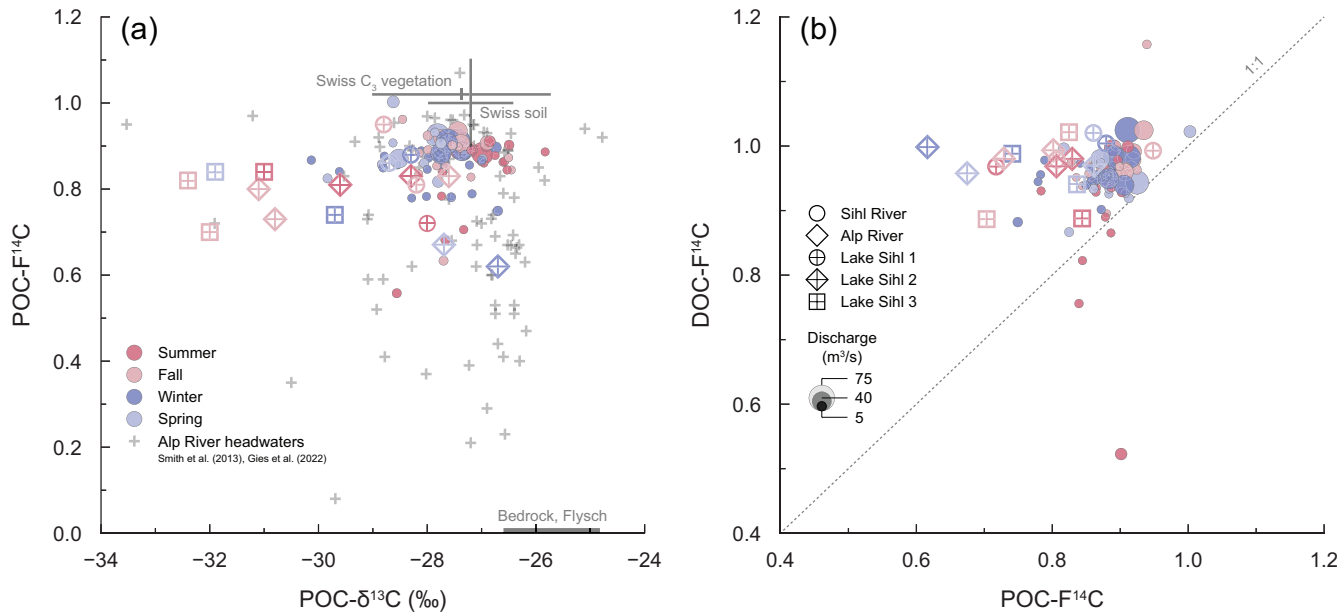 (a)
1.2
1.0
0.8
0.6
0.4
0.2
0.0
POC-F¹⁴C
Swiss C₃ vegetation
Swiss soil
Summer
Fall
Winter
Spring
Alp River headwaters
Smith et al. (2013), Gies et al. (2022)
Bedrock, Flysch
−34
−32
−30
−28
−26
−24
POC-δ¹³C (‰)
(b)
1.2
1.0
0.8
0.6
0.4
DOC-F¹⁴C
1:1
Sihl River
Alp River
Lake Sihl 1
Lake Sihl 2
Lake Sihl 3
Discharge
(m³/s)
75
40
5
0.4
0.6
0.8
1.0
1.2
POC-F¹⁴C